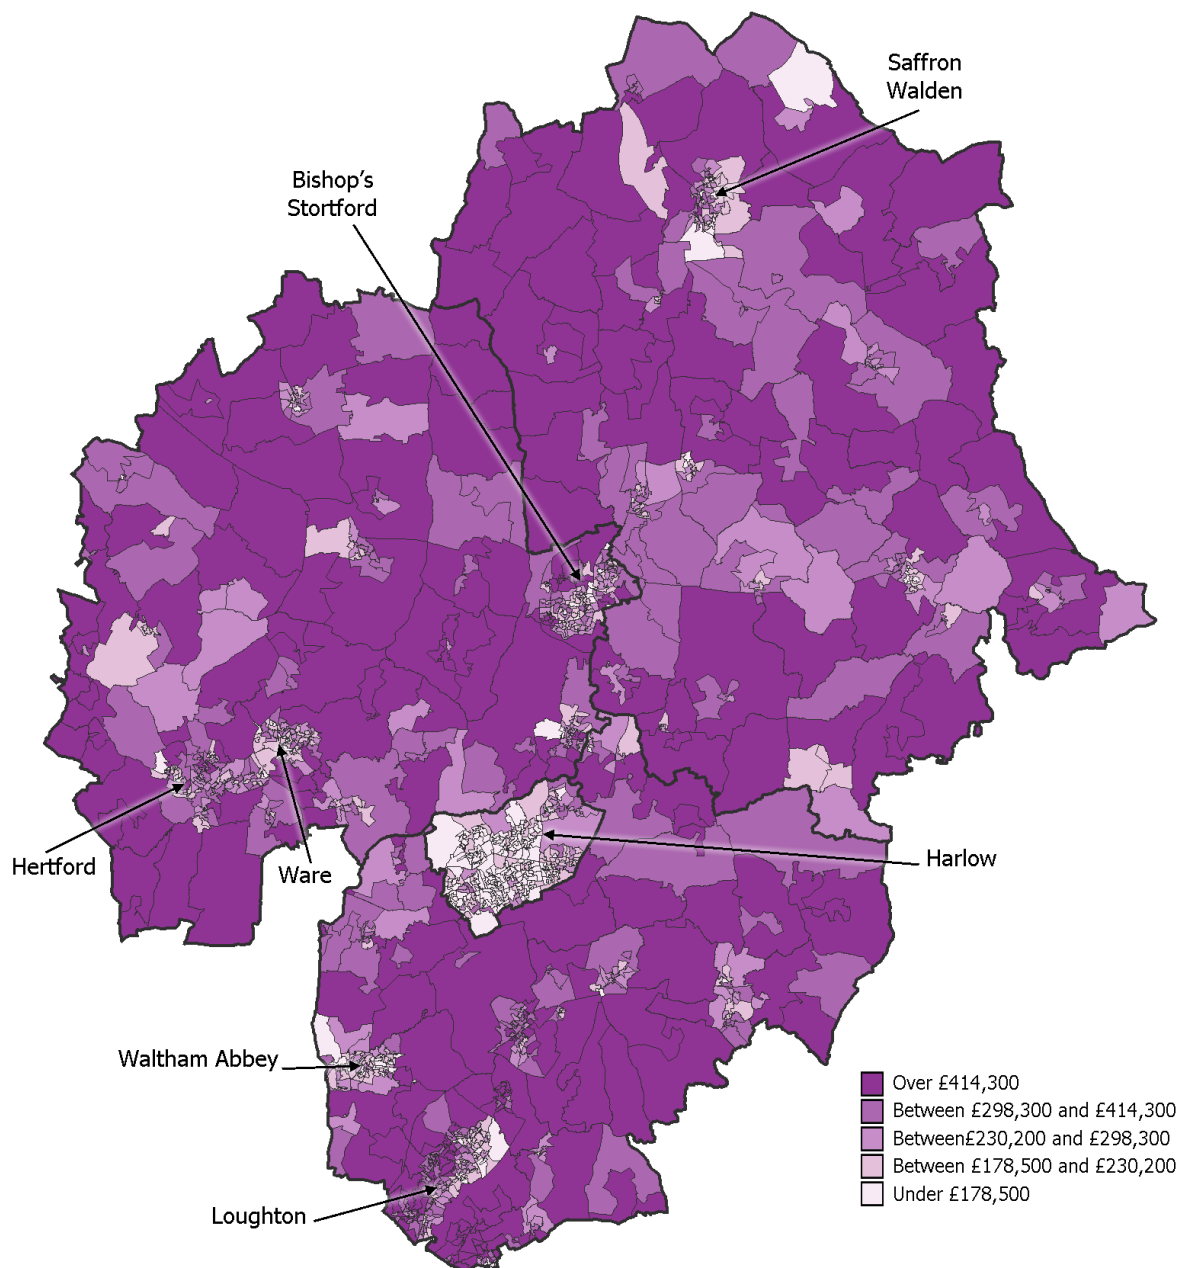 Saffron
Walden
Bishop's
Stortford
Hertford
Ware
Harlow
Waltham Abbey
Loughton
Over £414,300
Between £298,300 and £414,300
Between£230,200 and £298,300
Between £178,500 and £230,200
Under £178,500